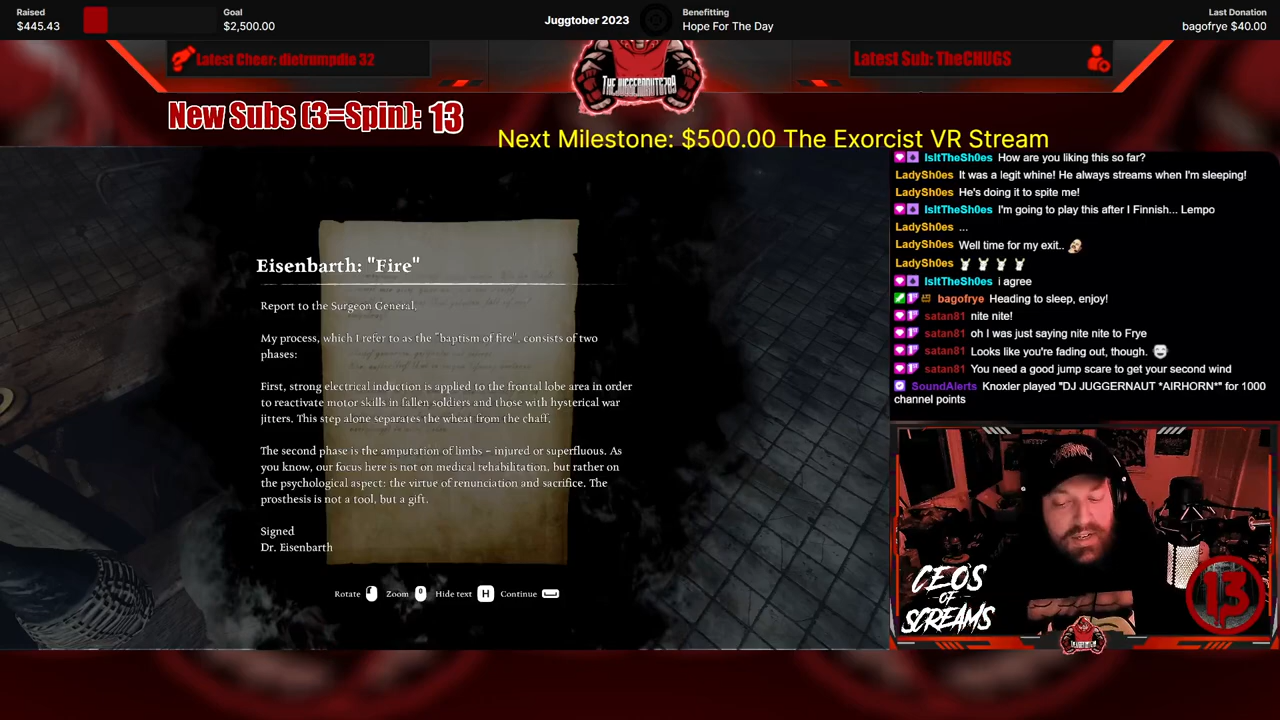 Raised
$445.43
Goal
$2,500.00
Juggtober 2023
Benefitting
Hope For The Day
Last Donation
bagofrye $40.00
Latest Cheer: diotrumpdio 32
THEJUGGERNAUT6789
Latest Sub: TheCHUGS
New Subs (3=Spin): 13
Next Milestone: $500.00 The Exorcist VR Stream
Eisenbarth: "Fire"
Report to the Surgeon General,
My process, which I refer to as the "baptism of fire", consists of two
phases:
First, strong electrical induction is applied to the frontal lobe area in order
to reactivate motor skills in fallen soldiers and those with hysterical war
jitters. This step alone separates the wheat from the chaff.
The second phase is the amputation of limbs – injured or superfluous. As
you know, our focus here is not on medical rehabilitation, but rather on
the psychological aspect: the virtue of renunciation and sacrifice. The
prosthesis is not a tool, but a gift.
Signed
Dr. Eisenbarth
Rotate Zoom Hide text H Continue
IsItTheSh0es How are you liking this so far?
LadySh0es It was a legit whine! He always streams when I'm sleeping!
LadySh0es He's doing it to spite me!
IsItTheSh0es I'm going to play this after I Finnish... Lempo
LadySh0es ...
LadySh0es Well time for my exit..
LadySh0es
IsItTheSh0es i agree
bagofrye Heading to sleep, enjoy!
satan81 nite nite!
satan81 oh I was just saying nite nite to Frye
satan81 Looks like you're fading out, though.
satan81 You need a good jump scare to get your second wind
SoundAlerts Knoxler played "DJ JUGGERNAUT *AIRHORN*" for 1000
channel points
CEOS
OF
SCREAMS
13